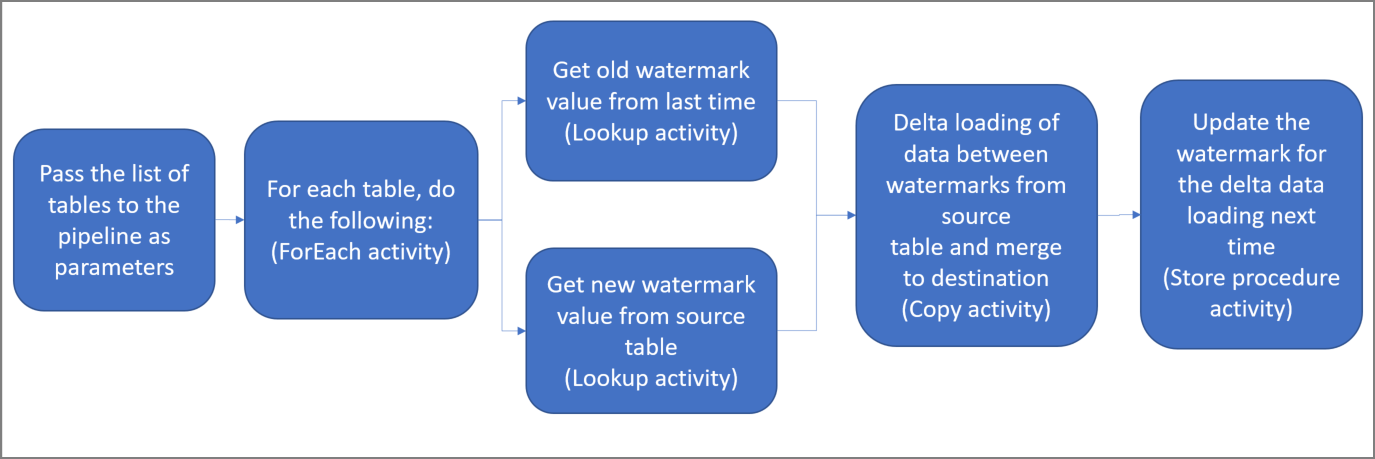 Pass the list of
tables to the
pipeline as
parameters
For each table, do
the following:
(ForEach activity)
Get old watermark
value from last time
(Lookup activity)
Get new watermark
value from source
table
(Lookup activity)
Delta loading of
data between
watermarks from
source
table and merge
to destination
(Copy activity)
Update the
watermark for
the delta data
loading next
time
(Store procedure
activity)